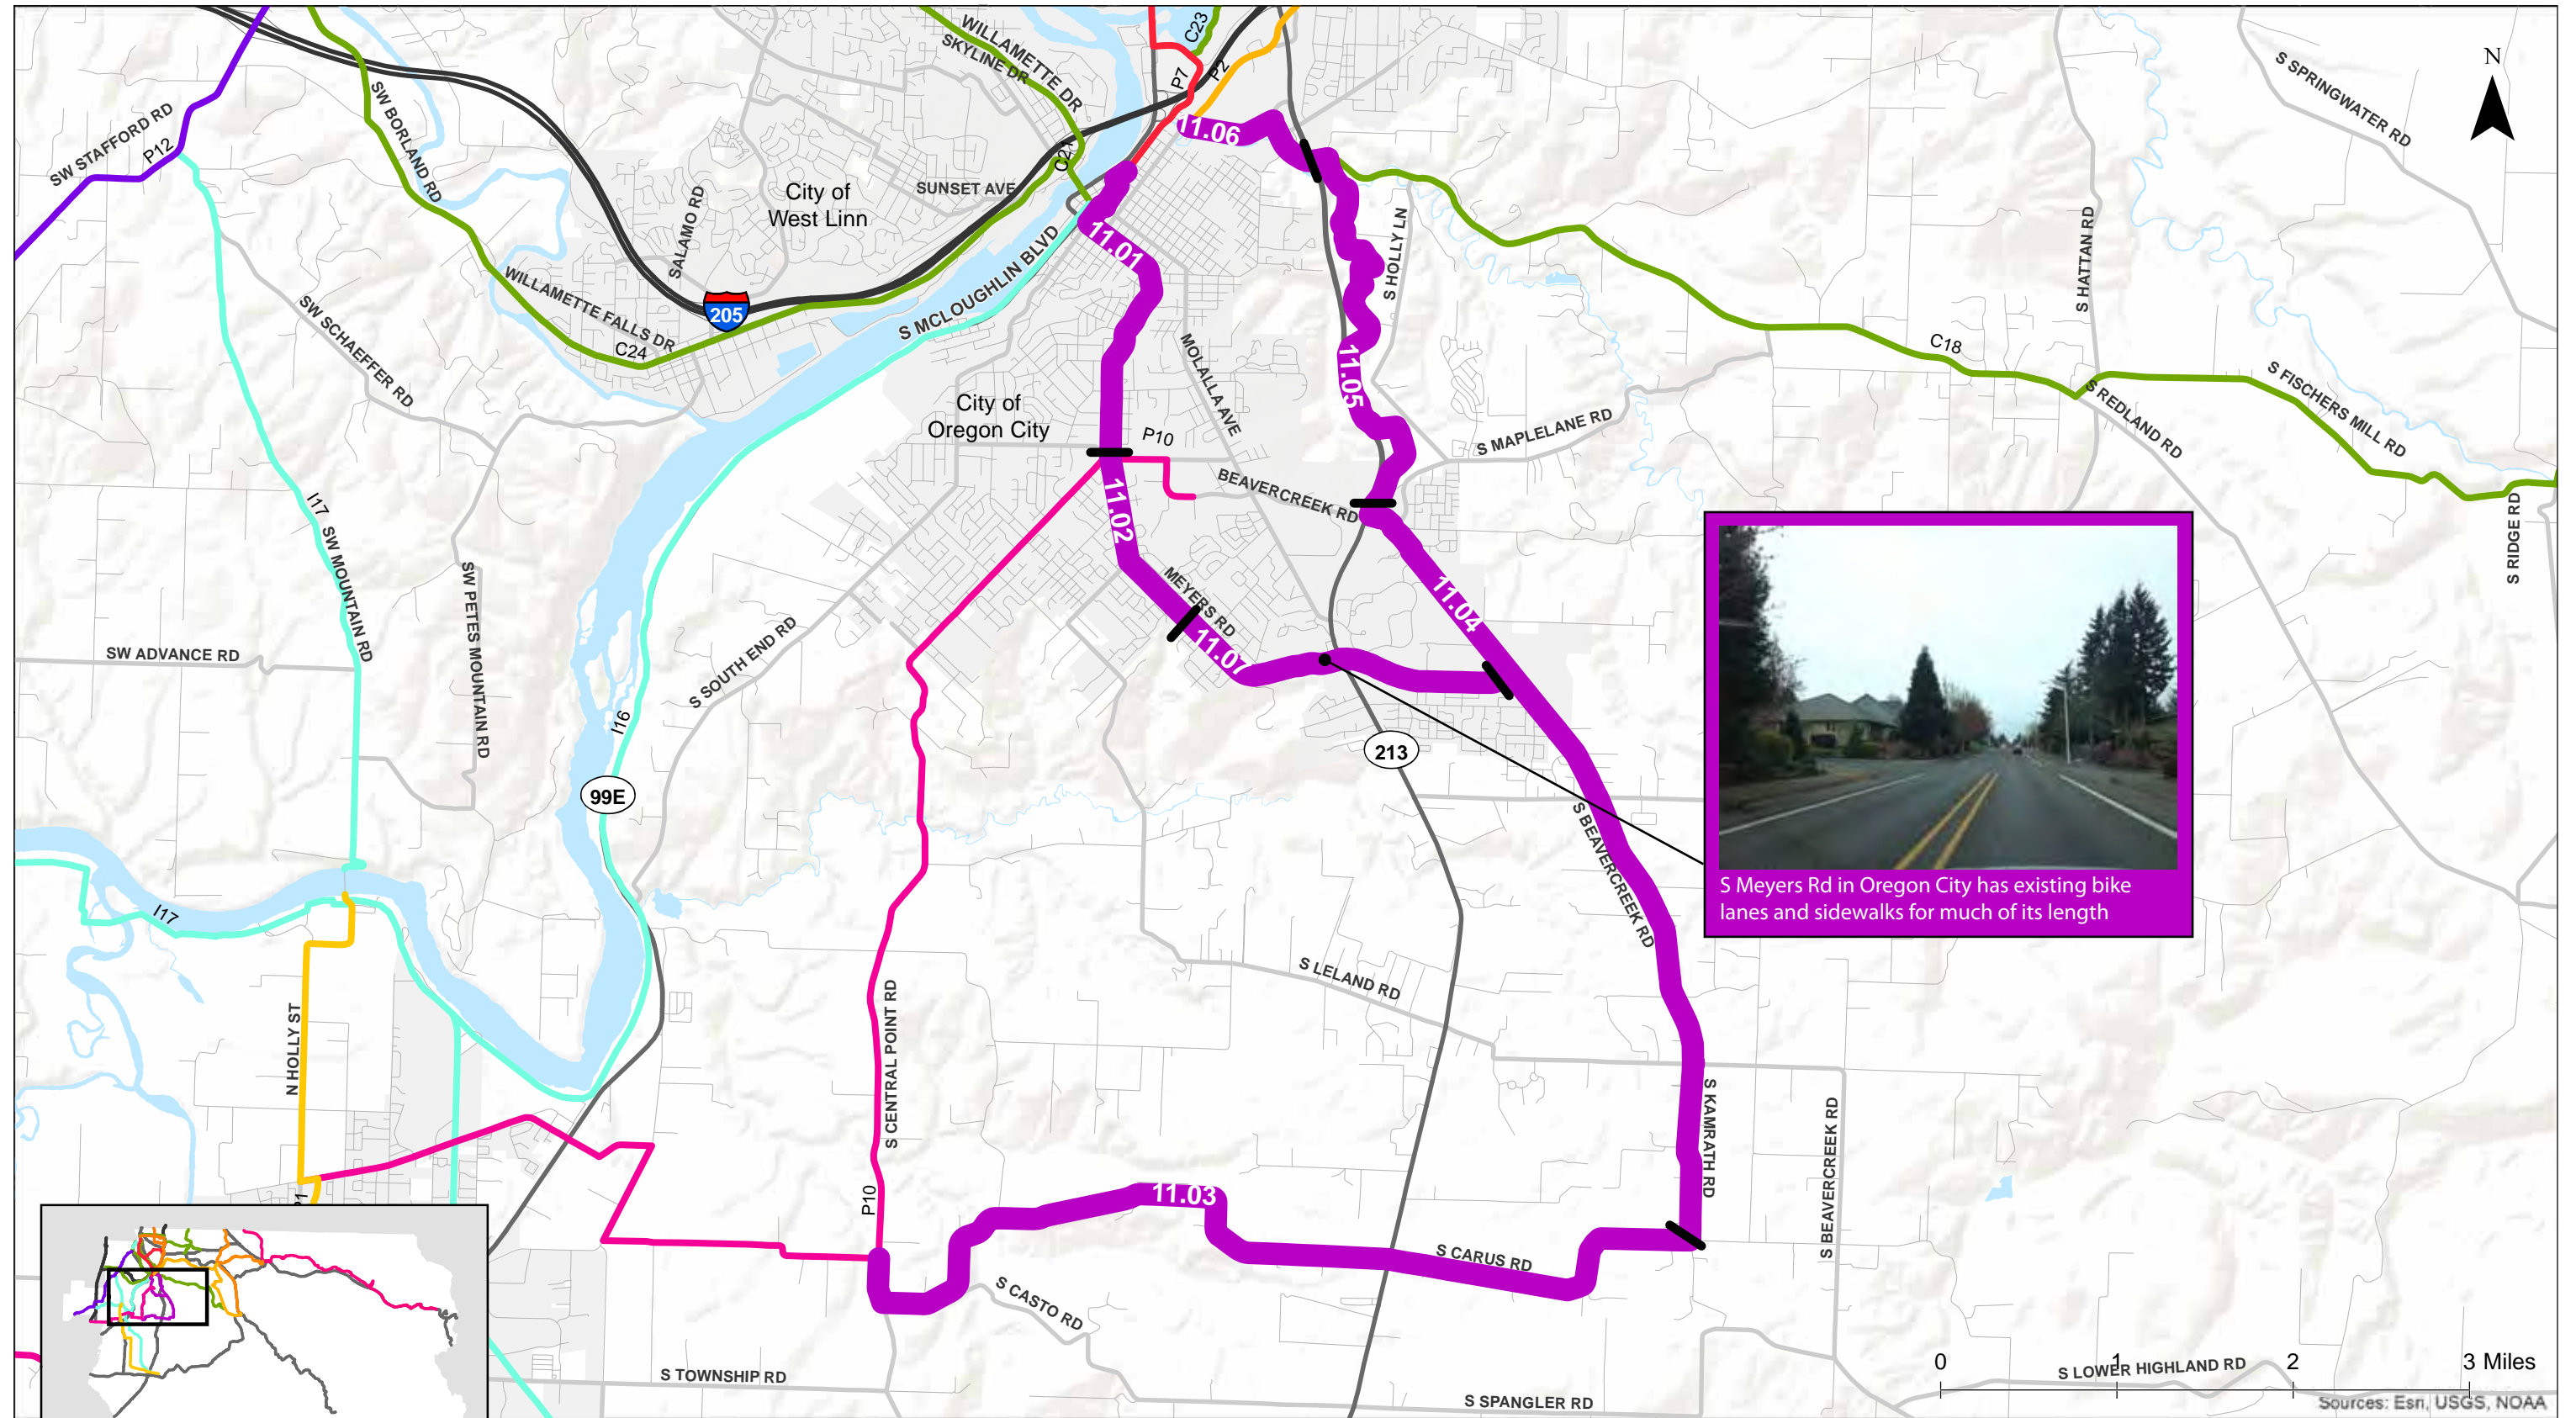 WILLAMETTE DR
SKYLINE DR
C23
P7
P2
N
S SPRINGWATER RD
SW STAFFORD RD
P12
SW BORLAND RD
11.06
C21
City of
West Linn
SUNSET AVE
SALAMO RD
11.01
S HOLLY LN
S HATTAN RD
205
S MCLOUGHLIN BLVD
WILLAMETTE FALLS DR
C24
SW SCHAEFFER RD
MOLALLA AVE
11.05
C18
S FISCHERS MILL RD
S REDLAND RD
City of
Oregon City
P10
S MAPLELANE RD
BEAVERCREEK RD
I17
SW MOUNTAIN RD
11.02
S RIDGE RD
SW PETES MOUNTAIN RD
MEYERS RD
11.04
11.07
SW ADVANCE RD
S SOUTH END RD
I16
213
99E
S BEAVERCREEK RD
S Meyers Rd in Oregon City has existing bike
lanes and sidewalks for much of its length
I17
S LELAND RD
N HOLLY ST
S CENTRAL POINT RD
S KAMRATH RD
S BEAVERCREEK RD
P10
11.03
S CARUS RD
S CASTO RD
S TOWNSHIP RD
S SPANGLER RD
S LOWER HIGHLAND RD
0 1 2 3 Miles
Sources: Esri, USGS, NOAA